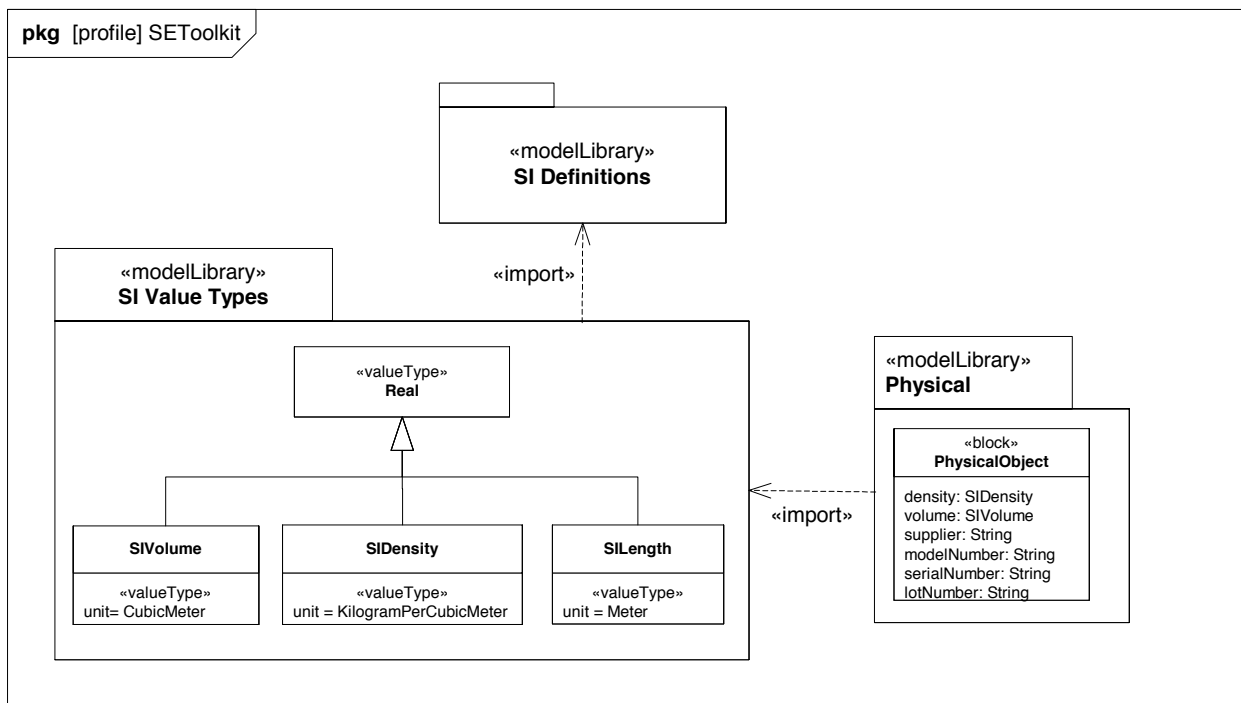 pkg [profile] SEToolkit
«modelLibrary»
SI Definitions
«import»
«modelLibrary»
SI Value Types
«valueType»
Real
SIVolume
«valueType»
unit= CubicMeter
SIDensity
«valueType»
unit = KilogramPerCubicMeter
SILength
«valueType»
unit = Meter
«import»
«modelLibrary»
Physical
«block»
PhysicalObject
density: SIDensity
volume: SIVolume
supplier: String
modelNumber: String
serialNumber: String
lotNumber: String